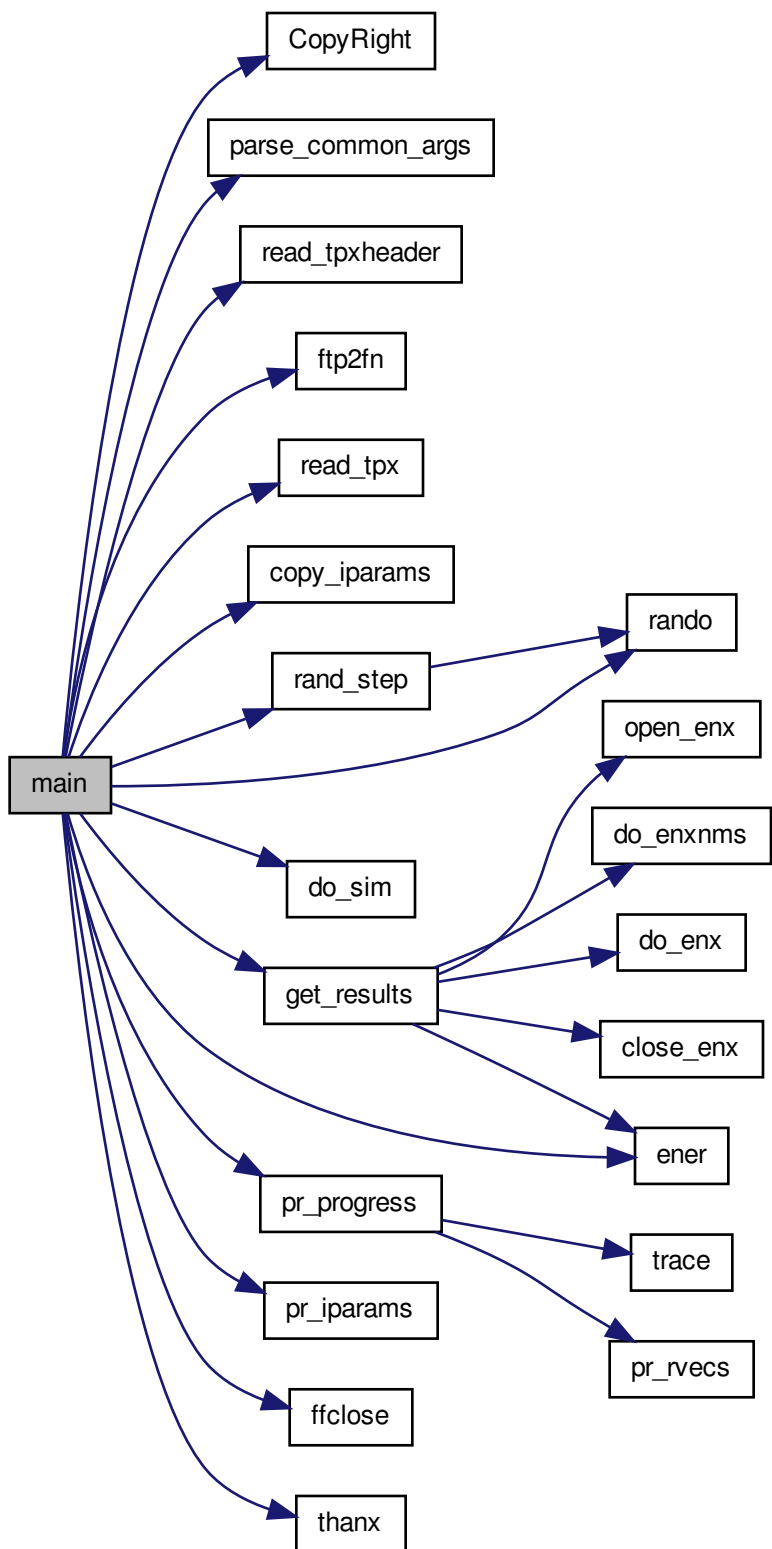 CopyRight
parse_common_args
read_tpxheader
ftp2fn
read_tpx
copy_iparams
rando
rand_step
open_enx
main
do_enxnms
do_sim
do_enx
get_results
close_enx
ener
pr_progress
trace
pr_iparams
pr_rvecs
ffclose
thanx